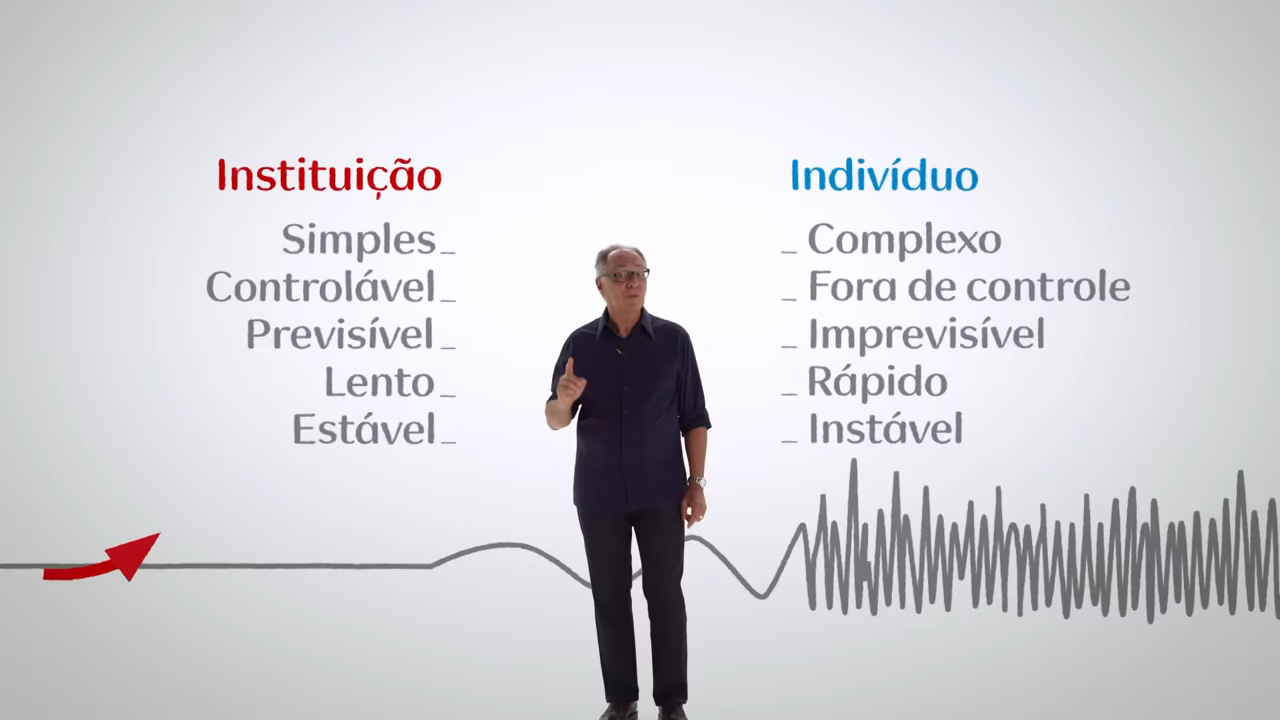 Instituição
Simples_
Controlável_
Previsível_
Lento_
Estável_
Indivíduo
_ Complexo
_ Fora de controle
_ Imprevisível
_ Rápido
_ Instável